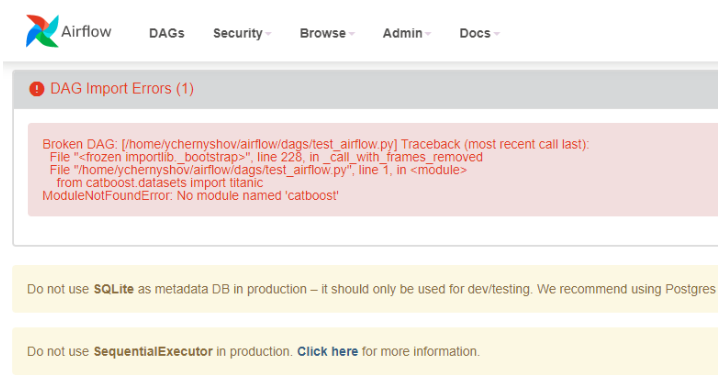 Airflow DAGs Security Browse Admin Docs
DAG Import Errors (1)
Broken DAG: [/home/ychernyshov/airflow/dags/test_airflow.py] Traceback (most recent call last):
File "<frozen importlib._bootstrap>", line 228, in _call_with_frames_removed
File "/home/ychernyshov/airflow/dags/test_airflow.py", line 1, in <module>
from catboost.datasets import titanic
ModuleNotFoundError: No module named 'catboost'
Do not use SQLite as metadata DB in production – it should only be used for dev/testing. We recommend using Postgres
Do not use SequentialExecutor in production. Click here for more information.